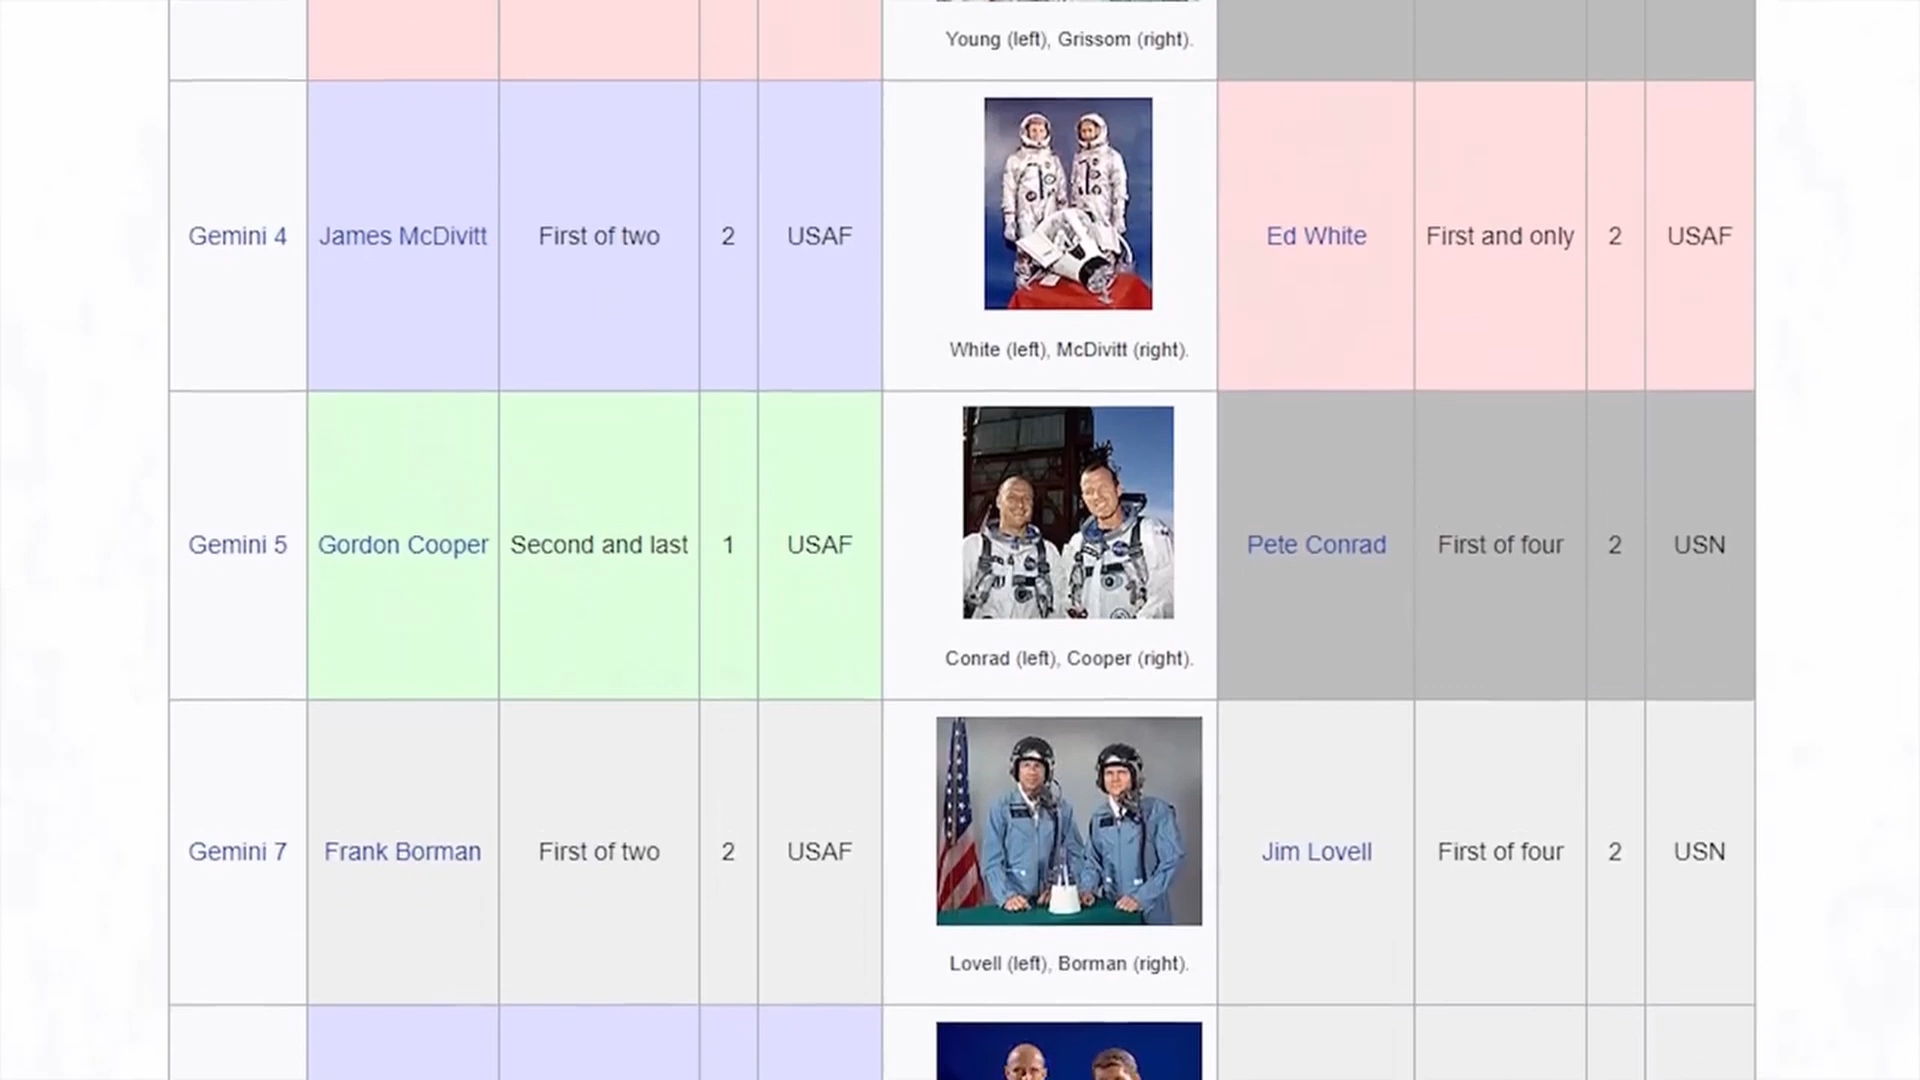 Young (left), Grissom (right).
Gemini 4 James McDivitt First of two 2 USAF Ed White First and only 2 USAF
White (left), McDivitt (right).
Gemini 5 Gordon Cooper Second and last 1 USAF Pete Conrad First of four 2 USN
Conrad (left), Cooper (right).
Gemini 7 Frank Borman First of two 2 USAF Jim Lovell First of four 2 USN
Lovell (left), Borman (right).